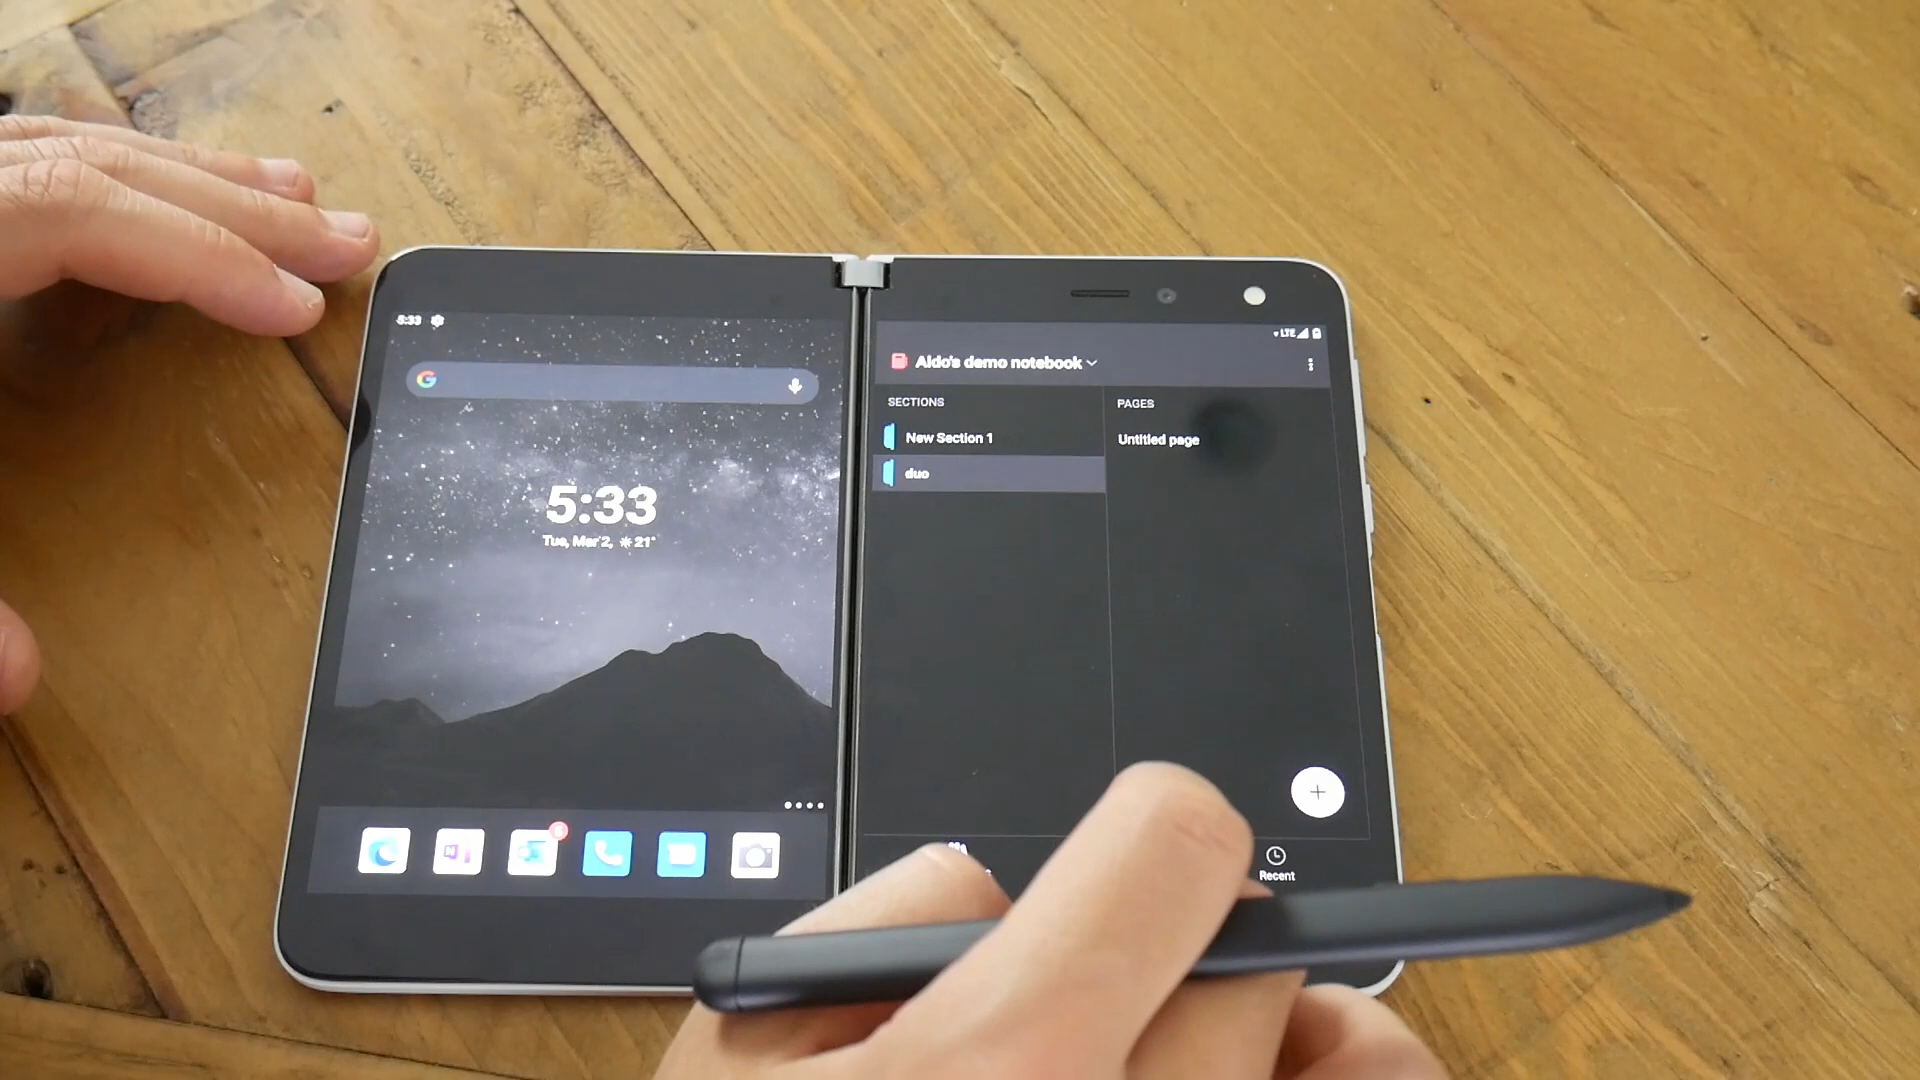 5:33
G
5:33
Tue, Mar 2, 21°
N
LTE
Aldo's demo notebook
SECTIONS
PAGES
New Section 1
Untitled page
duo
Recent